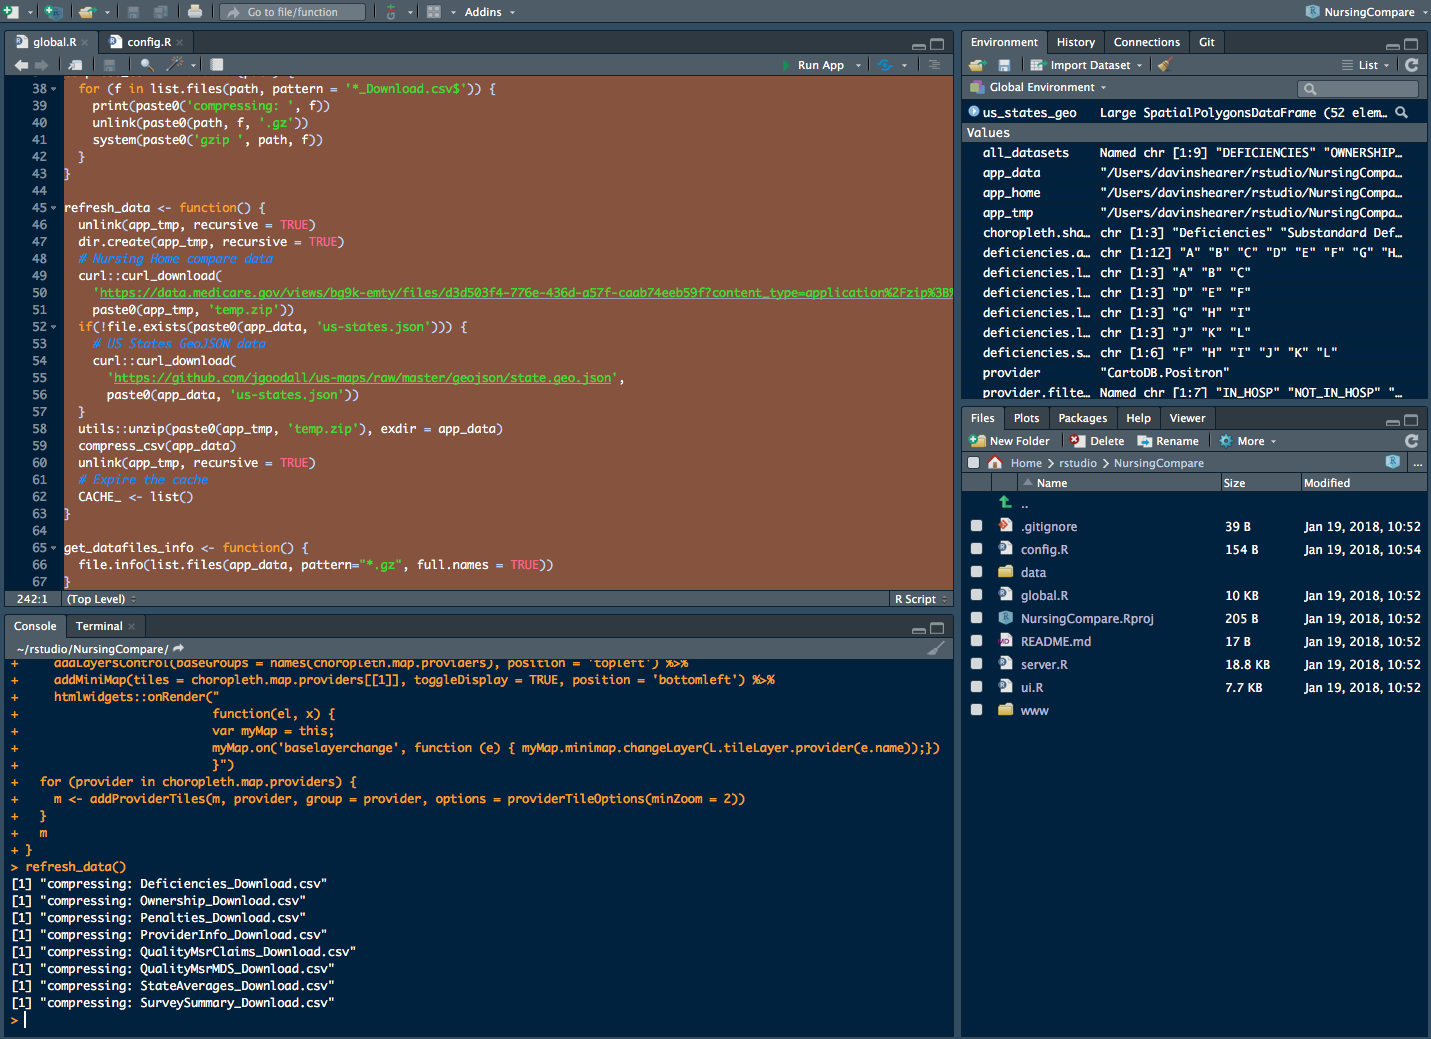 Go to file/function
Addins
NursingCompare
global.R
config.R
Run App
38
for (f in list.files(path, pattern = '*_Download.csv$')) {
39
print(paste0('compressing: ', f))
40
unlink(paste0(path, f, '.gz'))
41
system(paste0('gzip ', path, f))
42
}
43
}
44
45
refresh_data <- function() {
46
unlink(app_tmp, recursive = TRUE)
47
dir.create(app_tmp, recursive = TRUE)
48
# Nursing Home compare data
49
curl::curl_download(
50
'https://data.medicare.gov/views/bg9k-emty/files/d3d503f4-776e-436d-a57f-caab74eeb59f?content_type=application%2Fzip%3B%
51
paste0(app_tmp, 'temp.zip'))
52
if(!file.exists(paste0(app_data, 'us-states.json'))) {
53
# US States GeoJSON data
54
curl::curl_download(
55
'https://github.com/jgoodall/us-maps/raw/master/geojson/state.geo.json',
56
paste0(app_data, 'us-states.json'))
57
}
58
utils::unzip(paste0(app_tmp, 'temp.zip'), exdir = app_data)
59
compress_csv(app_data)
60
unlink(app_tmp, recursive = TRUE)
61
# Expire the cache
62
CACHE_ <- list()
63
}
64
65
get_datafiles_info <- function() {
66
file.info(list.files(app_data, pattern="*.gz", full.names = TRUE))
67
}
242:1 (Top Level) R Script
Console Terminal
~/rstudio/NursingCompare/
+ addLayersControl(baseGroups = names(choropleth.map.providers), position = 'topleft') %>%
+ addMiniMap(tiles = choropleth.map.providers[[1]], toggleDisplay = TRUE, position = 'bottomleft') %>%
+ htmlwidgets::onRender("
+ function(el, x) {
+ var myMap = this;
+ myMap.on('baselayerchange', function (e) { myMap.minimap.changeLayer(L.tileLayer.provider(e.name));})
+ }")
+ for (provider in choropleth.map.providers) {
+ m <- addProviderTiles(m, provider, group = provider, options = providerTileOptions(minZoom = 2))
+ }
+ m
+ }
> refresh_data()
[1] "compressing: Deficiencies_Download.csv"
[1] "compressing: Ownership_Download.csv"
[1] "compressing: Penalties_Download.csv"
[1] "compressing: ProviderInfo_Download.csv"
[1] "compressing: QualityMsrClaims_Download.csv"
[1] "compressing: QualityMsrMDS_Download.csv"
[1] "compressing: StateAverages_Download.csv"
[1] "compressing: SurveySummary_Download.csv"
>
Environment History Connections Git
Import Dataset List
Global Environment
us_states_geo Large SpatialPolygonsDataFrame (52 elem…
Values
all_datasets Named chr [1:9] "DEFICIENCIES" "OWNERSHIP…
app_data "/Users/davinshearer/rstudio/NursingCompa…
app_home "/Users/davinshearer/rstudio/NursingCompa…
app_tmp "/Users/davinshearer/rstudio/NursingCompa…
choropleth.sha… chr [1:3] "Deficiencies" "Substandard Def…
deficiencies.a… chr [1:12] "A" "B" "C" "D" "E" "F" "G" "H…
deficiencies.l… chr [1:3] "A" "B" "C"
deficiencies.l… chr [1:3] "D" "E" "F"
deficiencies.l… chr [1:3] "G" "H" "I"
deficiencies.l… chr [1:3] "J" "K" "L"
deficiencies.s… chr [1:6] "F" "H" "I" "J" "K" "L"
provider "CartoDB.Positron"
provider.filte… Named chr [1:7] "IN_HOSP" "NOT_IN_HOSP" "…
Files Plots Packages Help Viewer
New Folder Delete Rename More
Home > rstudio > NursingCompare ...
Name Size Modified
..
.gitignore 39 B Jan 19, 2018, 10:52
config.R 154 B Jan 19, 2018, 10:54
data
global.R 10 KB Jan 19, 2018, 10:52
NursingCompare.Rproj 205 B Jan 19, 2018, 10:52
README.md 17 B Jan 19, 2018, 10:52
server.R 18.8 KB Jan 19, 2018, 10:52
ui.R 7.7 KB Jan 19, 2018, 10:52
www